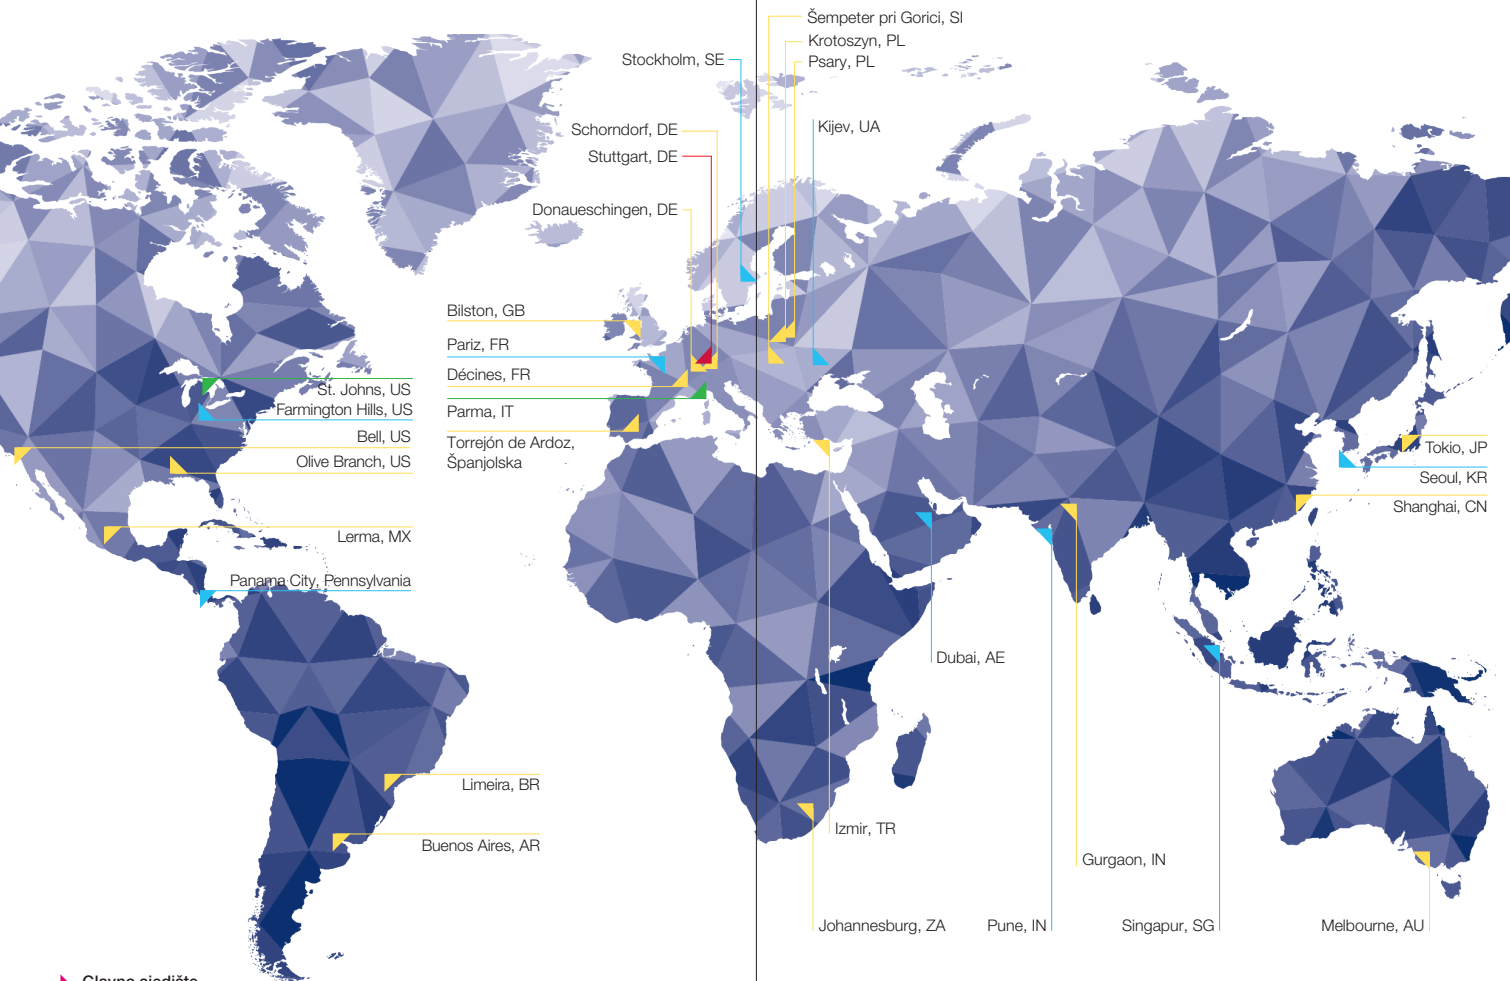 Šempeter pri Gorici, SI
Krotoszyn, PL
Psary, PL
Stockholm, SE
Kijev, UA
Schorndorf, DE
Stuttgart, DE
Donaueschingen, DE
Bilston, GB
Pariz, FR
Décines, FR
Parma, IT
Torrejón de Ardoz,
Španjolska
St. Johns, US
Farmington Hills, US
Bell, US
Olive Branch, US
Lerma, MX
Panama City, Pennsylvania
Limeira, BR
Buenos Aires, AR
Tokio, JP
Seoul, KR
Shanghai, CN
Dubai, AE
Izmir, TR
Gurgaon, IN
Johannesburg, ZA
Pune, IN
Singapur, SG
Melbourne, AU
Glavno sjedište